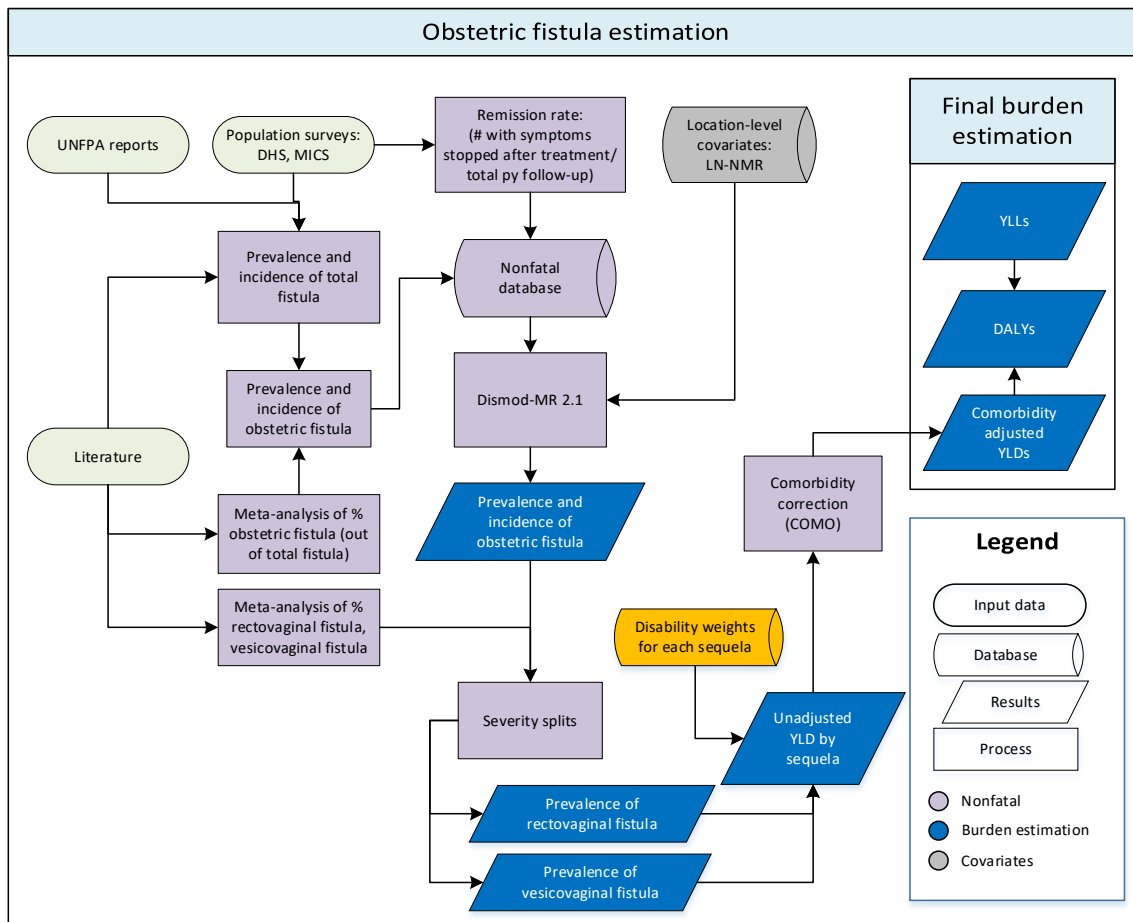 Obstetric fistula estimation
UNFPA reports
Population surveys:
DHS, MICS
Remission rate:
(# with symptoms
stopped after treatment/
total py follow-up)
Location-level
covariates:
LN-NMR
Prevalence and
incidence of total
fistula
Nonfatal
database
Prevalence and
incidence of
obstetric fistula
Dismod-MR 2.1
Literature
Meta-analysis of %
obstetric fistula (out
of total fistula)
Prevalence and
incidence of
obstetric fistula
Meta-analysis of %
rectovaginal fistula,
vesicovaginal fistula
Disability weights
for each sequela
Severity splits
Unadjusted
YLD by
sequela
Prevalence of
rectovaginal fistula
Prevalence of
vesicovaginal fistula
Comorbidity
correction
(COMO)
Final burden
estimation
YLLs
DALYs
Comorbidity
adjusted
YLDs
Legend
Input data
Database
Results
Process
Nonfatal
Burden estimation
Covariates